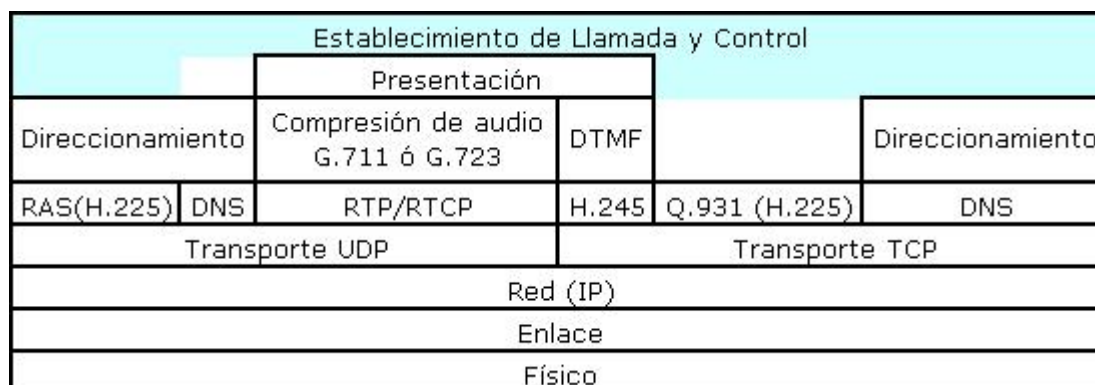 Establecimiento de Llamada y Control
Presentación
Direccionamiento
Compresión de audio
G.711 ó G.723
DTMF
Direccionamiento
RAS(H.225)
DNS
RTP/RTCP
H.245
Q.931 (H.225)
DNS
Transporte UDP
Transporte TCP
Red (IP)
Enlace
Físico